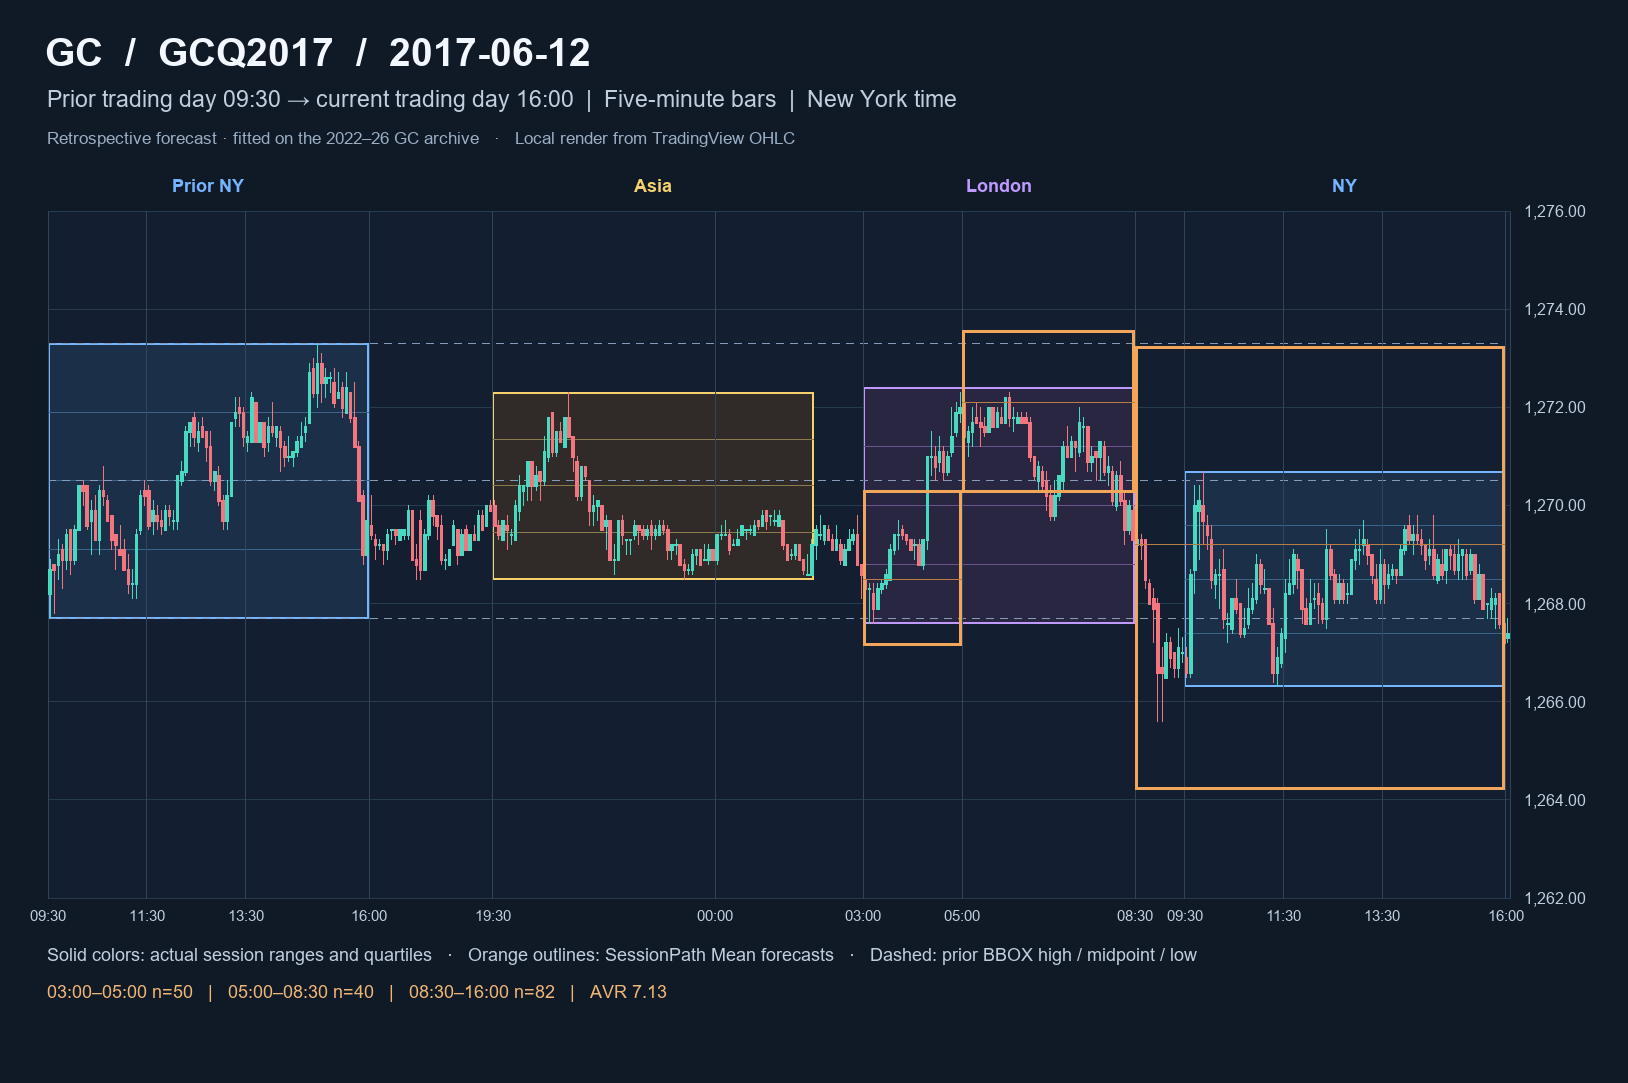 GC / GCQ2017 / 2017-06-12
Prior trading day 09:30 → current trading day 16:00 | Five-minute bars | New York time
Retrospective forecast · fitted on the 2022–26 GC archive · Local render from TradingView OHLC
Prior NY Asia London NY
1,276.00
1,274.00
1,272.00
1,270.00
1,268.00
1,266.00
1,264.00
1,262.00
09:30 11:30 13:30 16:00 19:30 00:00 03:00 05:00 08:30 09:30 11:30 13:30 16:00
Solid colors: actual session ranges and quartiles · Orange outlines: SessionPath Mean forecasts · Dashed: prior BBOX high / midpoint / low
03:00–05:00 n=50 | 05:00–08:30 n=40 | 08:30–16:00 n=82 | AVR 7.13